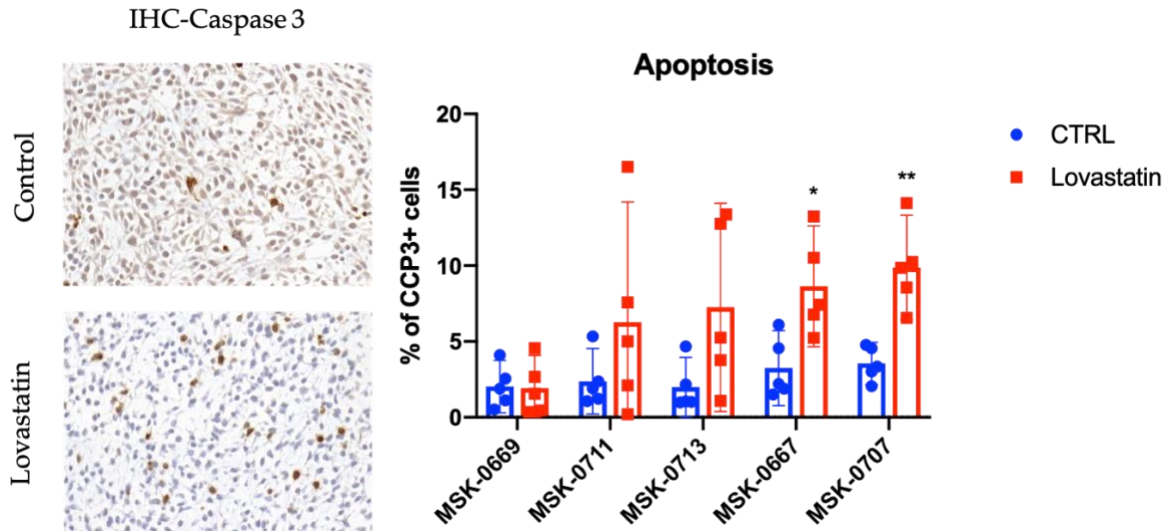 IHC-Caspase 3
Control
Lovastatin
Apoptosis
% of CCP3+ cells
20
15
10
5
0
*
**
MSK-0669
MSK-0711
MSK-0713
MSK-0667
MSK-0707
CTRL
Lovastatin